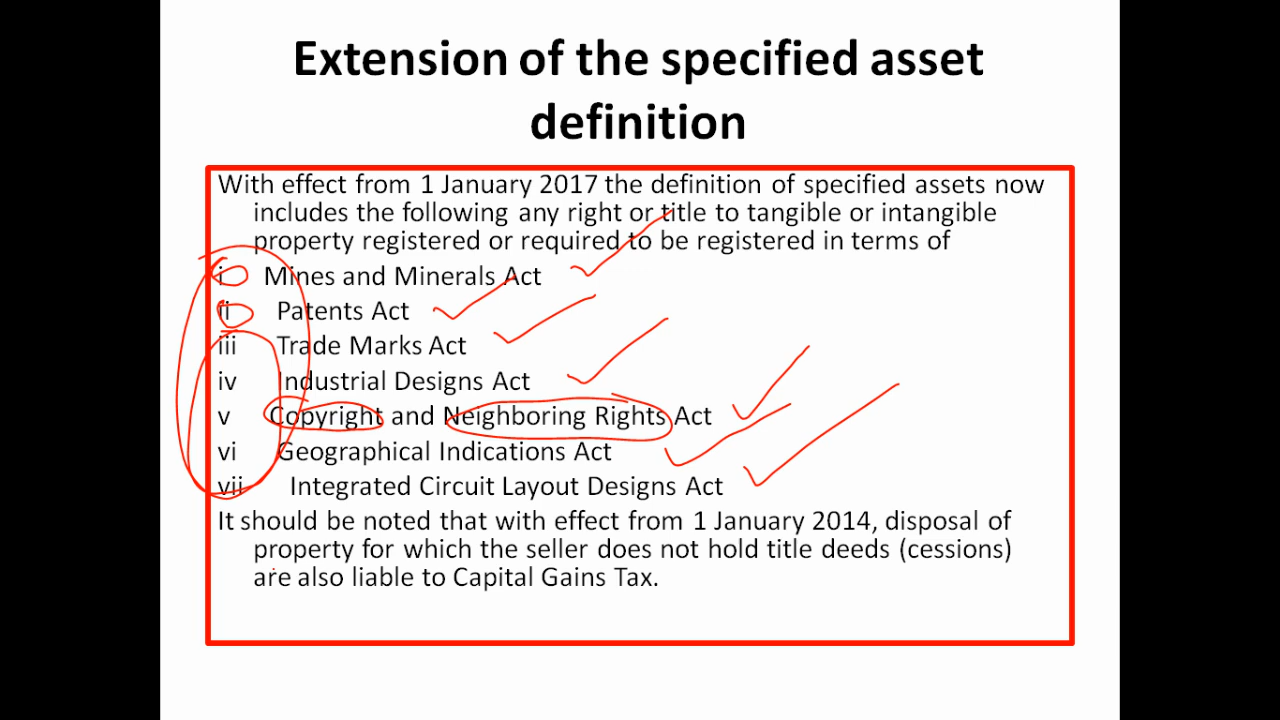 Extension of the specified asset
definition
With effect from 1 January 2017 the definition of specified assets now
includes the following any right or title to tangible or intangible
property registered or required to be registered in terms of
i Mines and Minerals Act
ii Patents Act
iii Trade Marks Act
iv Industrial Designs Act
v Copyright and Neighboring Rights Act
vi Geographical Indications Act
vii Integrated Circuit Layout Designs Act
It should be noted that with effect from 1 January 2014, disposal of
property for which the seller does not hold title deeds (cessions)
are also liable to Capital Gains Tax.